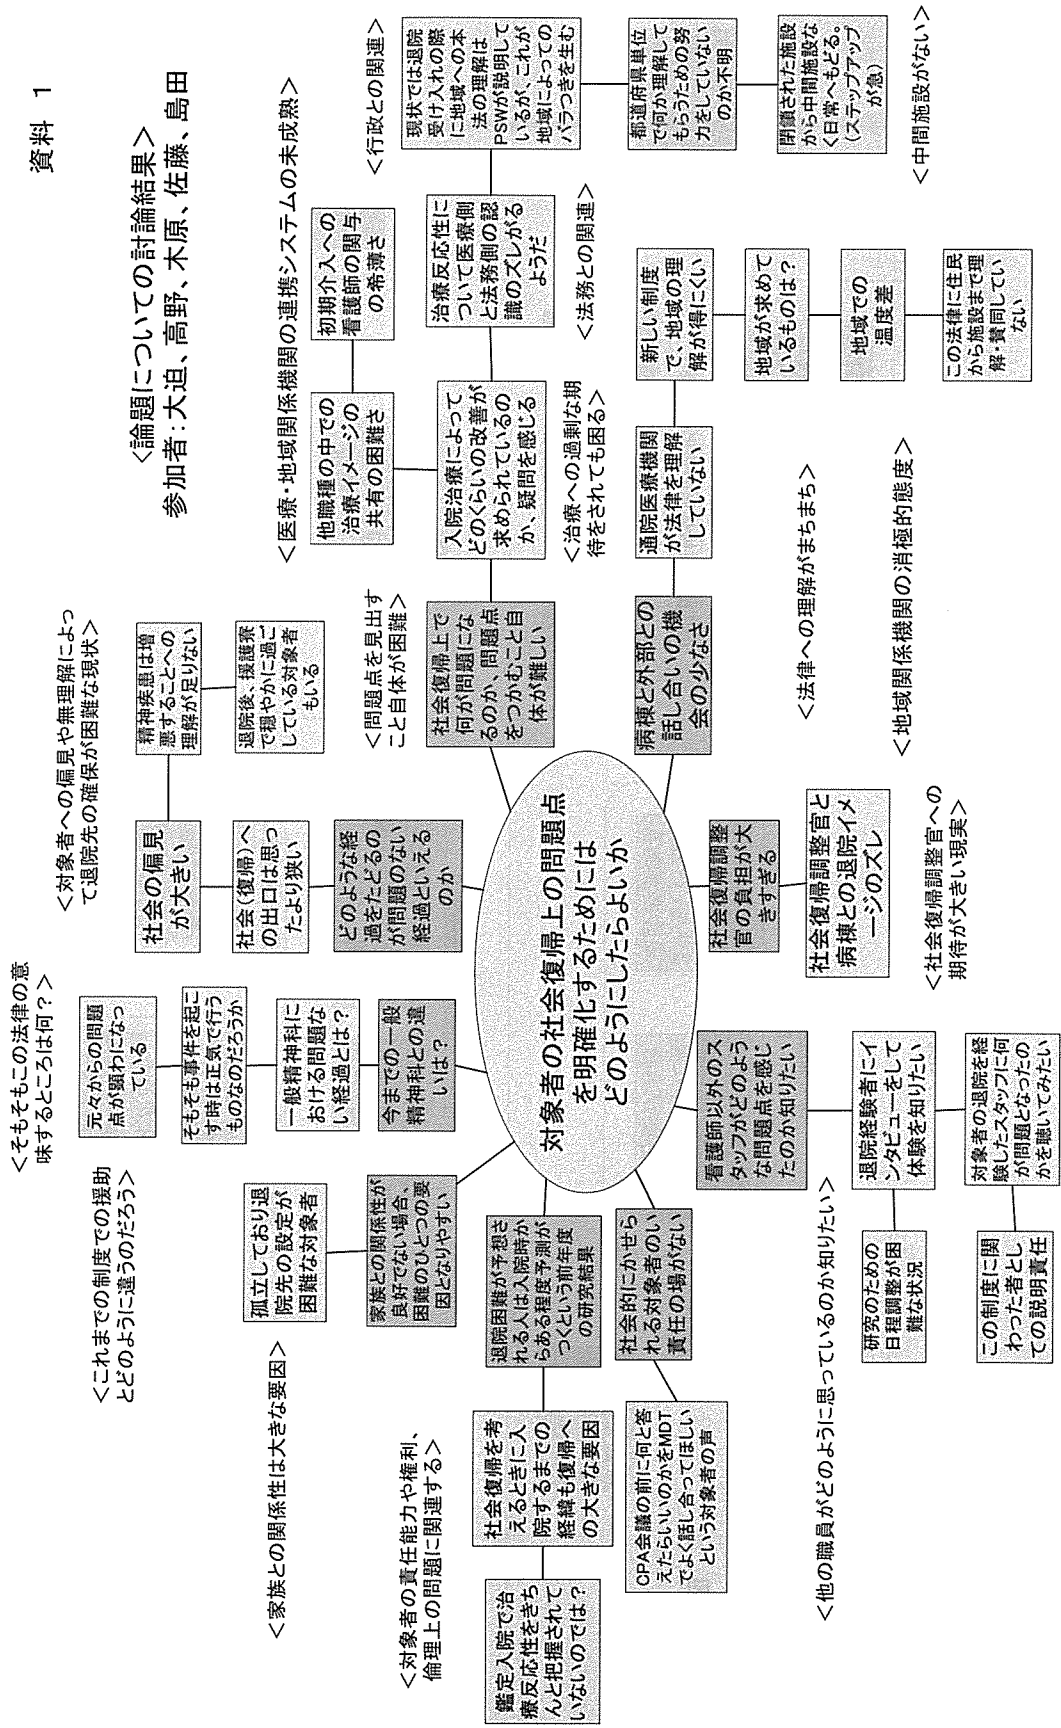 資料 1
＜論題についての討論結果＞
参加者：大迫、高野、木原、佐藤、島田
＜そもそもこの法律の意
味するところは何？＞
＜対象者への偏見や無理解によっ
て退院先の確保が困難な現状＞
＜医療・地域関係機関の連携システムの未成熟＞
＜行政との関連＞
＜これまでの制度での援助
とどのように違うのだろう＞
元々からの問題
点が顕わになっ
ている
そもそも事件を起こ
す時は正気で行う
ものなのだろうか
一般精神科に
おける問題な
い経過とは？
今までの一般
精神科との違
いは？
社会の偏見
が大きい
精神疾患は増
悪することへの
理解が足りない
退院後、援護寮
で穏やかに過ご
している対象者
もいる
社会（復帰）へ
の出口は思っ
たより狭い
どのような経
過をたどるの
が問題のない
経過といえる
のか
＜問題点を見出す
こと自体が困難＞
社会復帰上で
何が問題にな
るのか、問題点
をつかむこと自
体が難しい
他職種の中での
治療イメージの
共有の困難さ
初期介入への
看護師の関与
の希薄さ
入院治療によって
どのくらいの改善が
求められているの
か、疑問を感じる
治療反応性に
ついて医療側
と法務側の認
識のズレがる
ようだ
現状では退院
受け入れの際
に地域への本
法の理解は
PSWが説明して
いるが、これが
地域によっての
バラつきを生む
都道府県単位
で何か理解して
もらうための努
力をしていない
のか不明
閉鎖された施設
から中間施設な
く日常へもどる。
（ステップアップ
が急）
＜中間施設がない＞
＜法務との関連＞
＜治療への過剰な期
待をされても困る＞
＜家族との関係性は大きな要因＞
孤立しており退
院先の設定が
困難な対象者
家族との関係性が
良好でない場合、
困難のひとつの要
因となりやすい
対象者の社会復帰上の問題点
を明確化するためには
どのようにしたらよいか
病棟と外部との
話し合いの機
会の少なさ
通院医療機関
が法律を理解
していない
新しい制度
で、地域の理
解が得にくい
地域が求めて
いるものは？
地域での
温度差
この法律に住民
から施設まで理
解・賛同してい
ない
＜法律への理解がまちまち＞
＜地域関係機関の消極的態度＞
＜対象者の責任能力や権利、
倫理上の問題に関連する＞
鑑定入院で治
療反応性をきち
んと把握されて
いないのでは？
社会復帰を考
えるときに入
院するまでの
経緯も復帰へ
の大きな要因
退院困難が予想さ
れる人は入院時か
らある程度予測が
つくという前年度
の研究結果
社会的にかせら
れる対象者のい
責任の場がない
CPA会議の前に何と答
えたらいいのかをMDT
でよく話し合ってほしい
という対象者の声
看護師以外のス
タッフがどのよう
な問題点を感じ
たのか知りたい
社会復帰調整
官の負担が大
きすぎる
社会復帰調整官と
病棟との退院イメ
ージのズレ
＜社会復帰調整官への
期待が大きい現実＞
＜他の職員がどのように思っているのか知りたい＞
退院経験者にイ
ンタビューをして
体験を知りたい
研究のための
日程調整が困
難な状況
対象者の退院を経
験したスタッフに何
が問題となったの
かを聴いてみたい
この制度に関
わった者とし
ての説明責任